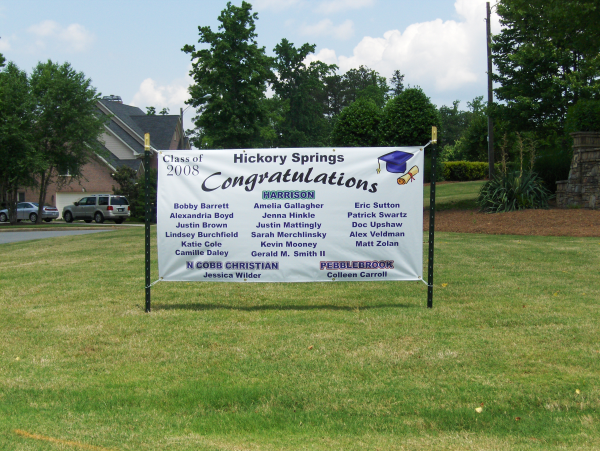 Class of
2008
Hickory Springs
Congratulations
HARRISON
Bobby Barrett Amelia Gallagher Eric Sutton
Alexandria Boyd Jenna Hinkle Patrick Swartz
Justin Brown Justin Mattingly Doc Upshaw
Lindsey Burchfield Sarah Merchlinsky Alex Veldman
Katie Cole Kevin Mooney Matt Zolan
Camille Daley Gerald M. Smith II
N COBB CHRISTIAN PEBBLEBROOK
Jessica Wilder Colleen Carroll